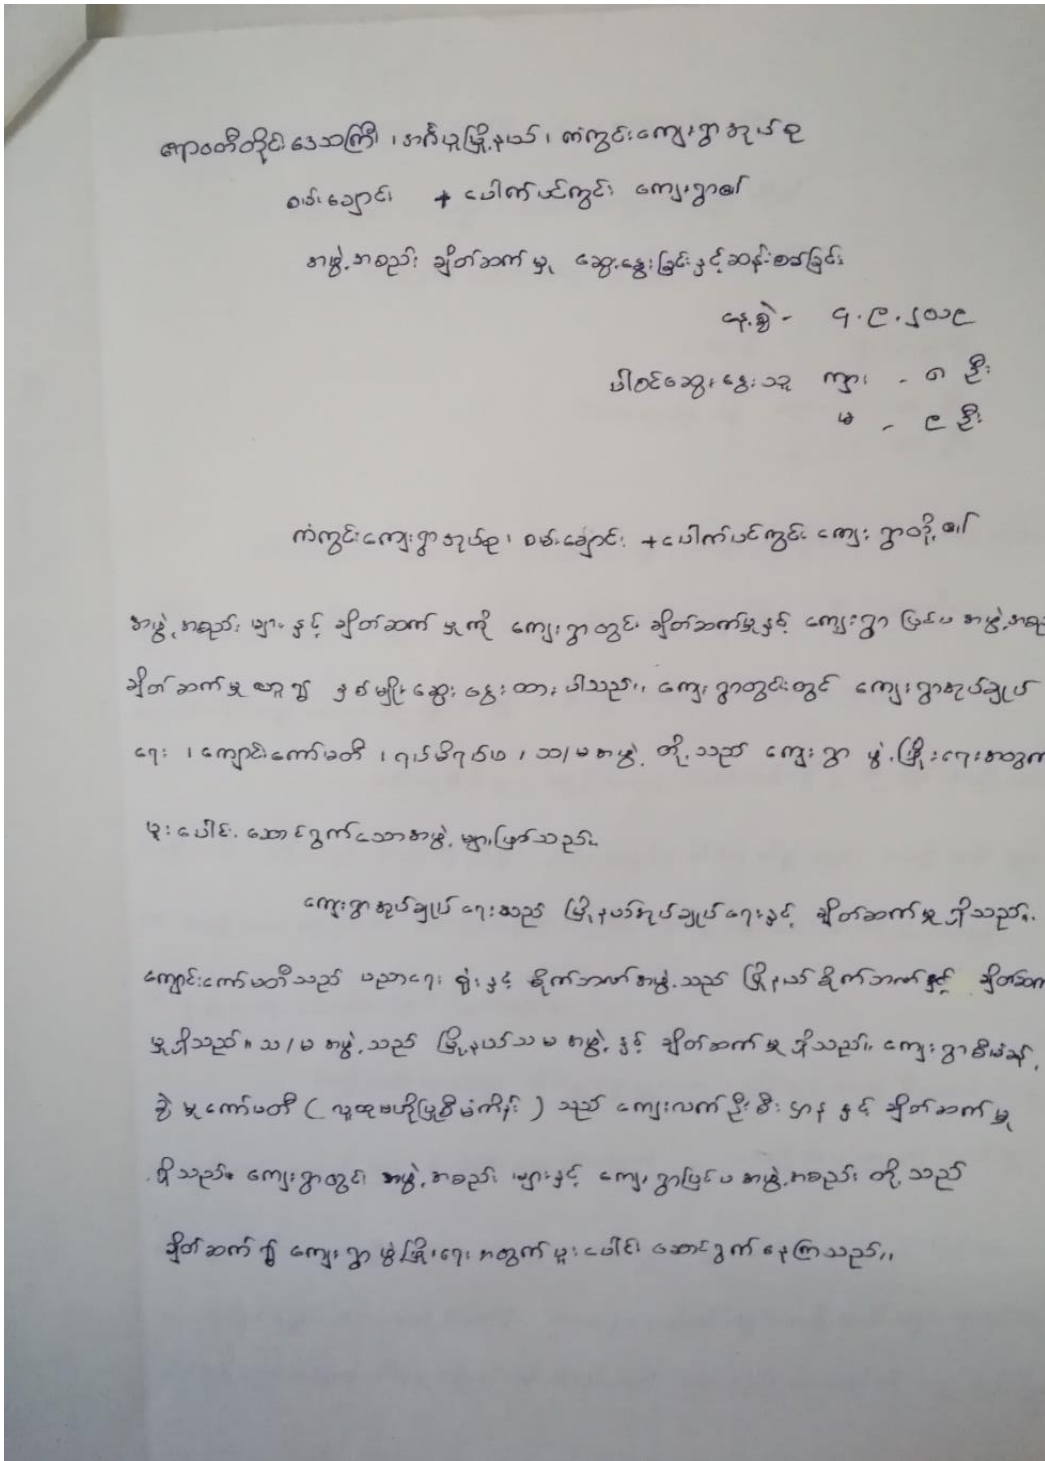 ဧရာဝတီတိုင်းဒေသကြီး ၊ အင်္ဂပူမြို့နယ်၊ ကံကွင်းကျေးရွာအုပ်စု
စမ်းချောင်း + ပေါက်ပင်ကွင်း ကျေးရွာ၏
အဖွဲ့အစည်း ချိတ်ဆက်မှု ဆွေးနွေးခြင်းနှင့်ဆန်းစစ်ခြင်း
နေ့စွဲ - ၄.၉.၂၀၁၉
ပါဝင်ဆွေးနွေးသူ ကျား - ၈ ဦး
မ - ၉ ဦး
ကံကွင်းကျေးရွာအုပ်စု၊ စမ်းချောင်း + ပေါက်ပင်ကွင်း ကျေးရွာတို့၏
အဖွဲ့အစည်းများနှင့် ချိတ်ဆက်မှုကို ကျေးရွာတွင်း ချိတ်ဆက်မှုနှင့် ကျေးရွာပြင်ပ အဖွဲ့အစည်
ချိတ်ဆက်မှု ဟူ၍ နှစ်မျိုးဆွေးနွေးထားပါသည်။ ကျေးရွာတွင်းတွင် ကျေးရွာအုပ်ချုပ်
ရေး ၊ ကျောင်းကော်မတီ ၊ ရပ်မိရပ်ဖ ၊ သ/မအဖွဲ့ တို့သည် ကျေးရွာ ဖွံ့ဖြိုးရေးအတွက်
ပူးပေါင်းဆောင်ရွက်သောအဖွဲ့များဖြစ်သည်။
ကျေးရွာအုပ်ချုပ်ရေးသည် မြို့နယ်အုပ်ချုပ်ရေးနှင့် ချိတ်ဆက်မှုရှိသည်။
ကျောင်းကော်မတီသည် ပညာရေးရုံးနှင့် စိုက်ဘဏ်အဖွဲ့သည် မြို့နယ်စိုက်ဘဏ်နှင့် ချိတ်ဆက်
မှုရှိသည်။ သ/မ အဖွဲ့သည် မြို့နယ်သမအဖွဲ့နှင့် ချိတ်ဆက်မှုရှိသည်။ ကျေးရွာစီမံခန့်
ခွဲမှုကော်မတီ ( လူထုဗဟိုပြုစီမံကိန်း ) သည် ကျေးလက်ဦးစီးဌာနနှင့် ချိတ်ဆက်မှု
ရှိသည်။ ကျေးရွာတွင်း အဖွဲ့အစည်းများနှင့် ကျေးရွာပြင်ပအဖွဲ့အစည်းတို့သည်
ချိတ်ဆက်၍ ကျေးရွာဖွံ့ဖြိုးရေးအတွက်ပူးပေါင်းဆောင်ရွက်နေကြသည်။